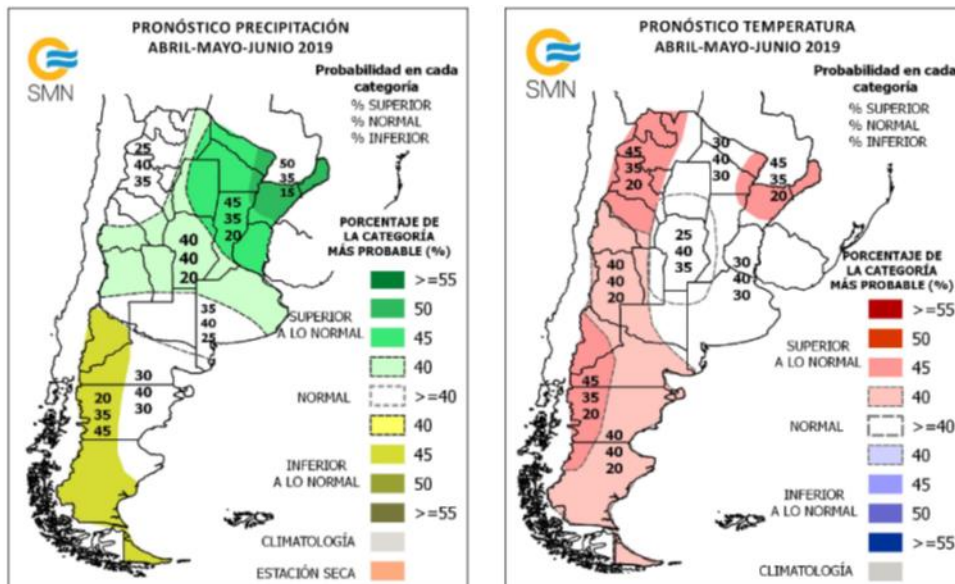 PRONÓSTICO PRECIPITACIÓN
ABRIL-MAYO-JUNIO 2019
SMN
Probabilidad en cada
categoría
% SUPERIOR
% NORMAL
% INFERIOR
25
40
35
50
35
15
45
35
20
40
40
20
35
40
25
30
40
30
20
35
45
PORCENTAJE DE
LA CATEGORÍA
MÁS PROBABLE (%)
>=55
50
SUPERIOR
A LO NORMAL
45
40
NORMAL
>=40
40
45
INFERIOR
A LO NORMAL
50
>=55
CLIMATOLOGÍA
ESTACIÓN SECA
PRONÓSTICO TEMPERATURA
ABRIL-MAYO-JUNIO 2019
SMN
Probabilidad en cada
categoría
% SUPERIOR
% NORMAL
% INFERIOR
45
35
20
30
40
30
45
35
20
25
40
35
40
40
20
30
40
30
45
35
20
40
40
20
PORCENTAJE DE
LA CATEGORÍA
MÁS PROBABLE (%)
>=55
50
SUPERIOR
A LO NORMAL
45
40
NORMAL
>=40
40
45
INFERIOR
A LO NORMAL
50
>=55
CLIMATOLOGÍA